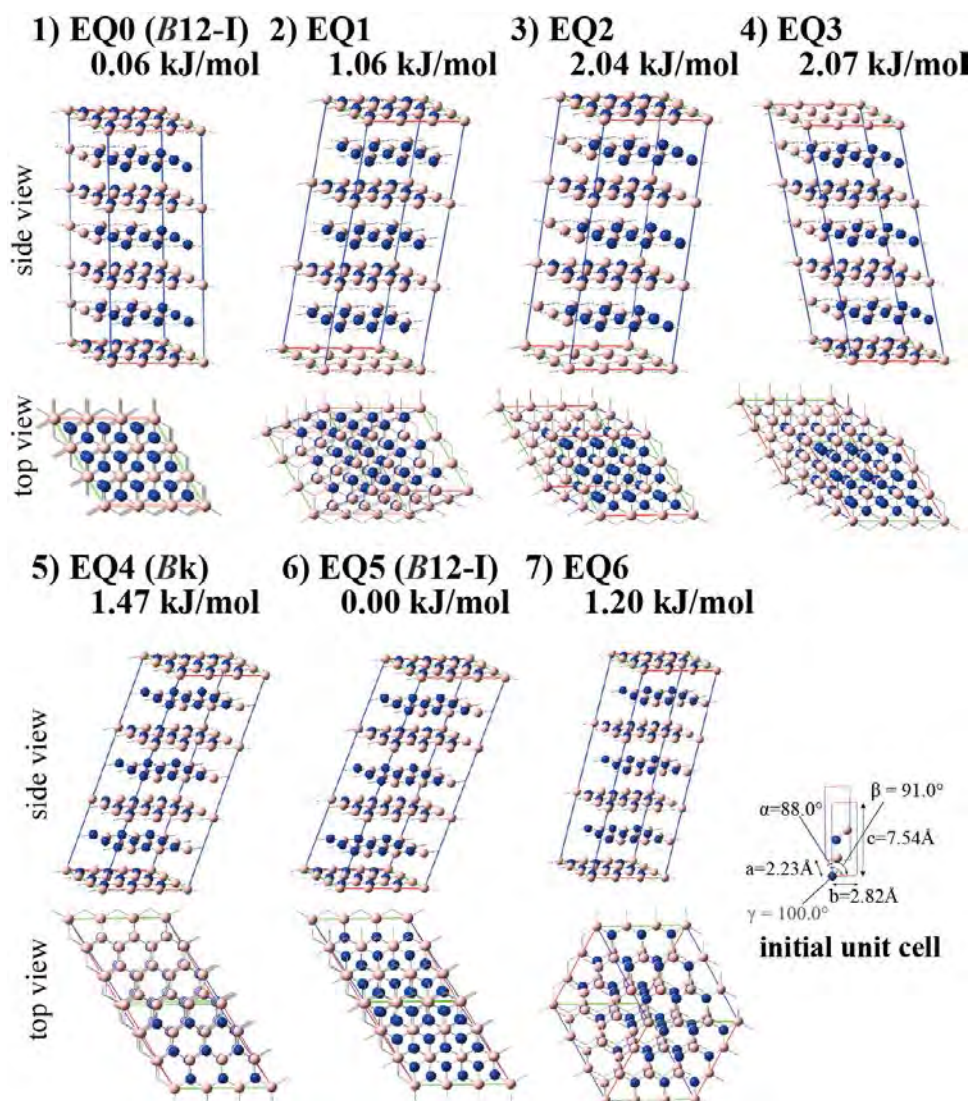 1) EQ0 (B12-I)
0.06 kJ/mol
2) EQ1
1.06 kJ/mol
3) EQ2
2.04 kJ/mol
4) EQ3
2.07 kJ/mol
side view
top view
5) EQ4 (Bk)
1.47 kJ/mol
6) EQ5 (B12-I)
0.00 kJ/mol
7) EQ6
1.20 kJ/mol
side view
top view
α=88.0°
β = 91.0°
c=7.54Å
a=2.23Å
b=2.82Å
γ = 100.0°
initial unit cell